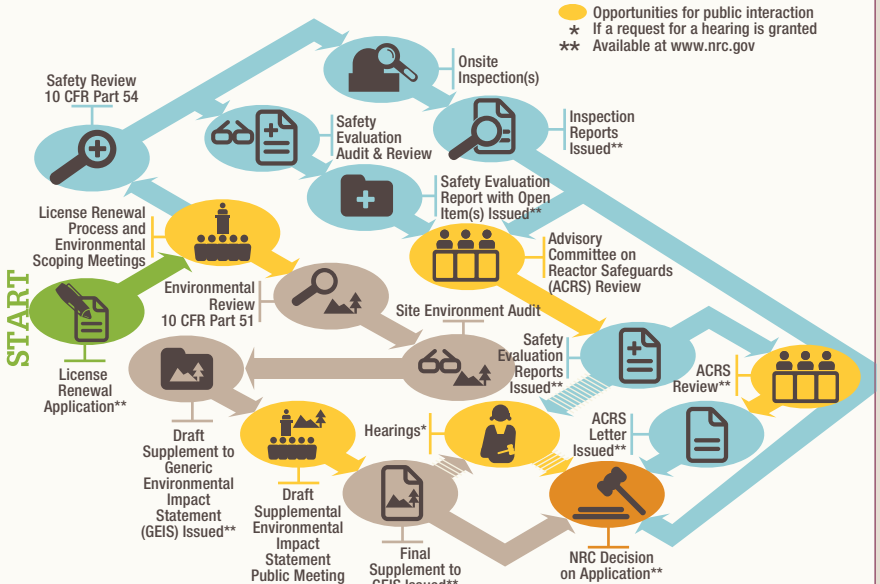 Opportunities for public interaction
* If a request for a hearing is granted
** Available at www.nrc.gov
Onsite
Inspection(s)
Safety Review
10 CFR Part 54
Safety
Evaluation
Audit & Review
Inspection
Reports
Issued**
Safety Evaluation
Report with Open
Item(s) Issued**
License Renewal
Process and
Environmental
Scoping Meetings
Advisory
Committee on
Reactor Safeguards
(ACRS) Review
START
Environmental
Review
10 CFR Part 51
Site Environment Audit
Safety
Evaluation
Reports
Issued**
License
Renewal
Application**
ACRS
Review**
Hearings*
ACRS
Letter
Issued**
Draft
Supplement to
Generic
Environmental
Impact
Statement
(GEIS) Issued**
Draft
Supplemental
Environmental
Impact
Statement
Public Meeting
Final
Supplement to
GEIS Issued**
NRC Decision
on Application**